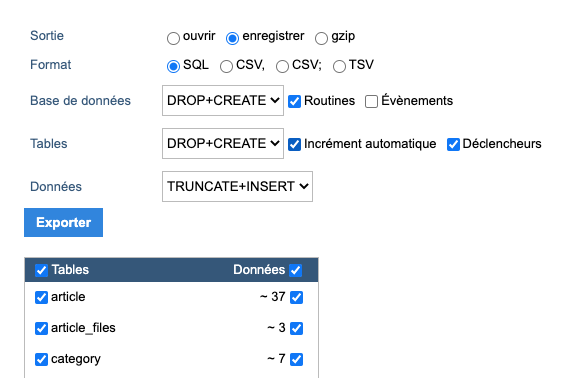 Sortie ouvrir enregistrer gzip
Format SQL CSV, CSV; TSV
Base de données DROP+CREATE Routines Évènements
Tables DROP+CREATE Incrément automatique Déclencheurs
Données TRUNCATE+INSERT
Exporter
Tables Données
article ~ 37
article_files ~ 3
category ~ 7